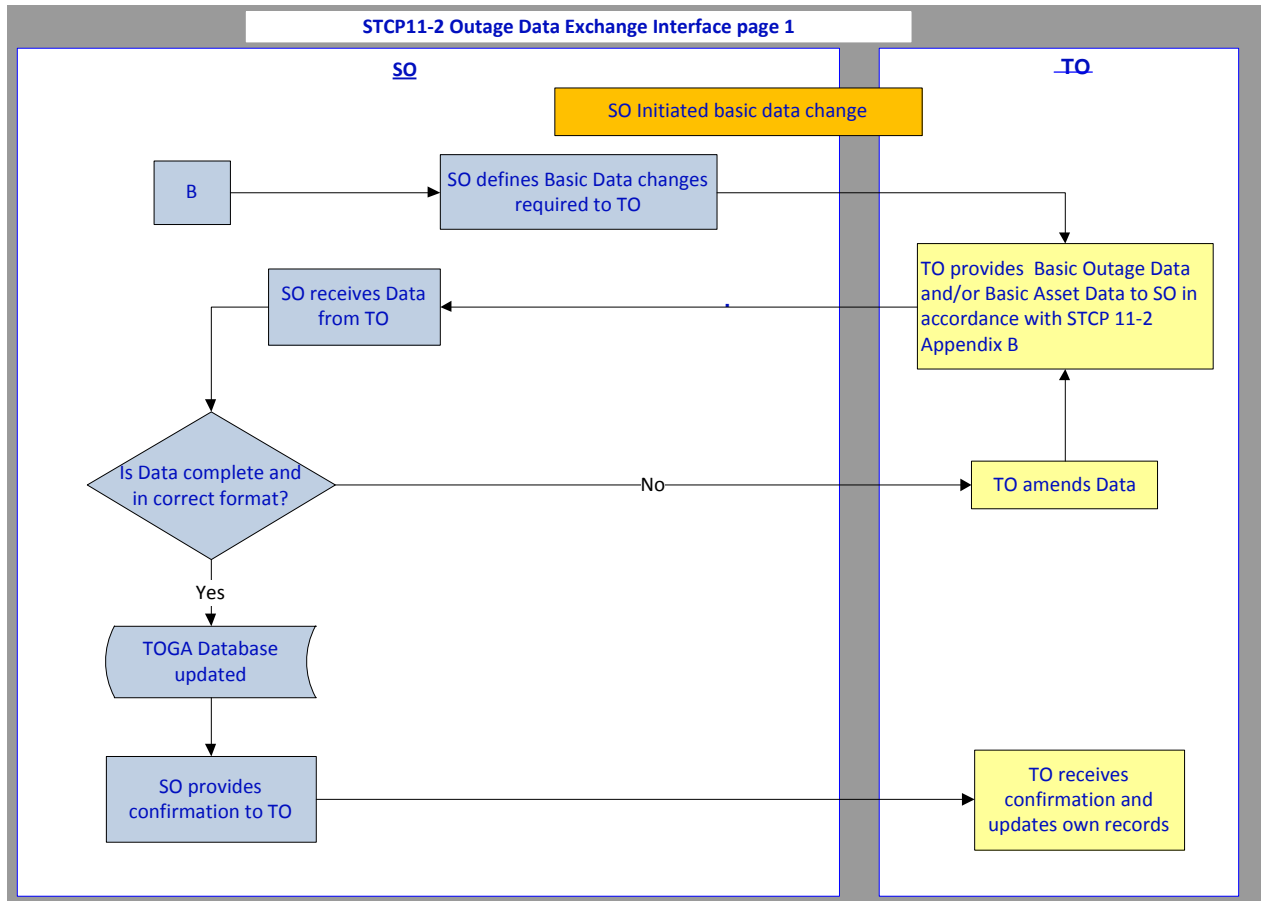 STCP11-2 Outage Data Exchange Interface page 1
SO
TO
SO Initiated basic data change
B
SO defines Basic Data changes
required to TO
TO provides Basic Outage Data
and/or Basic Asset Data to SO in
accordance with STCP 11-2
Appendix B
SO receives Data
from TO
Is Data complete and
in correct format?
No
TO amends Data
Yes
TOGA Database
updated
SO provides
confirmation to TO
TO receives
confirmation and
updates own records